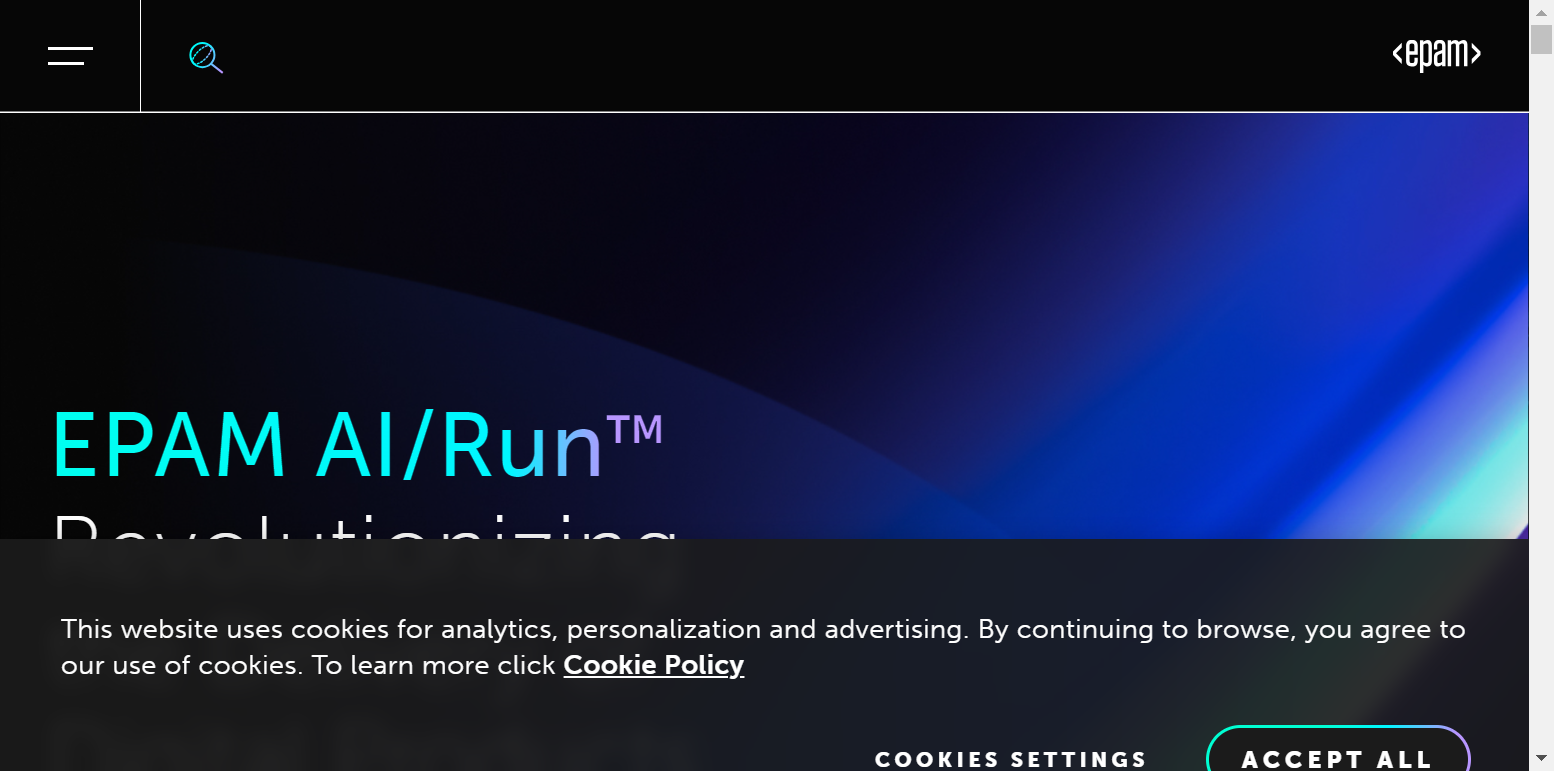 <epam>
EPAM AI/Run™
Revolutionizing
This website uses cookies for analytics, personalization and advertising. By continuing to browse, you agree to
our use of cookies. To learn more click Cookie Policy
COOKIES SETTINGS
ACCEPT ALL